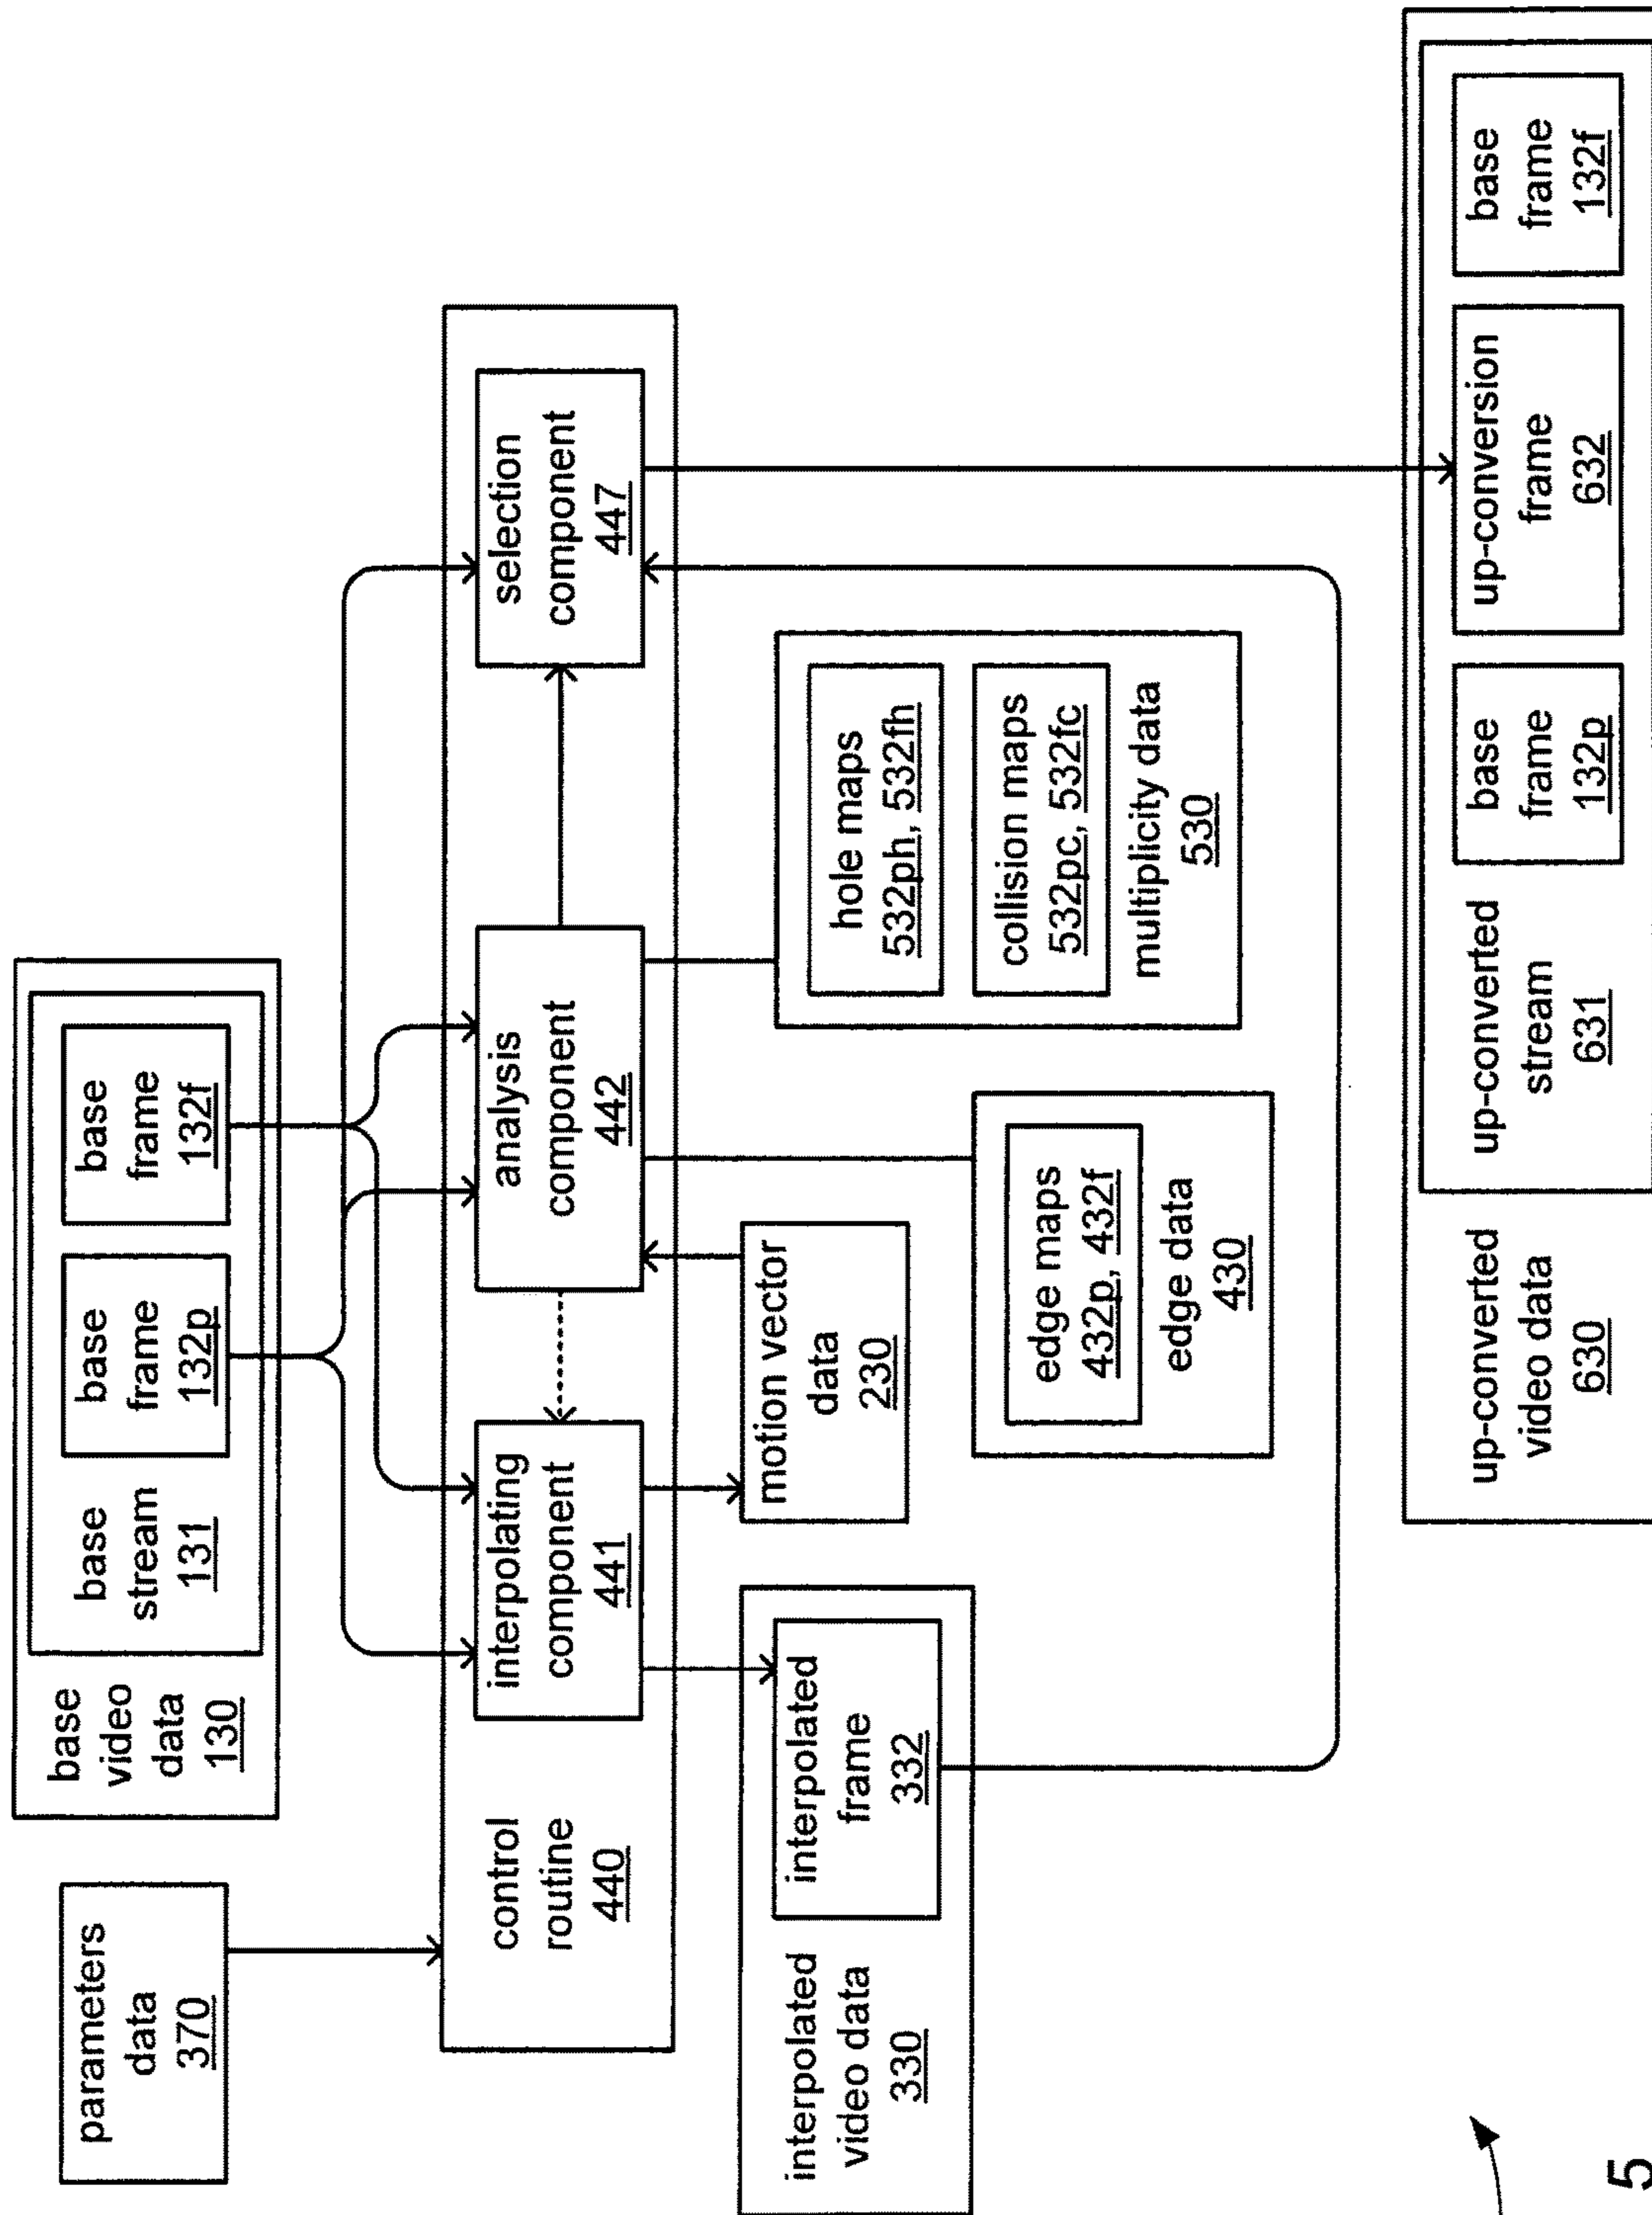 parameters
data
370
base
video
data
130
base
stream
131
base
frame
132p
base
frame
132f
control
routine
440
interpolating
component
441
analysis
component
442
selection
component
447
interpolated
video data
330
interpolated
frame
332
motion vector
data
230
edge maps
432p, 432f
edge data
430
hole maps
532ph, 532fh
collision maps
532pc, 532fc
multiplicity data
530
up-converted
video data
630
up-converted
stream
631
base
frame
132p
up-conversion
frame
632
base
frame
132f
5